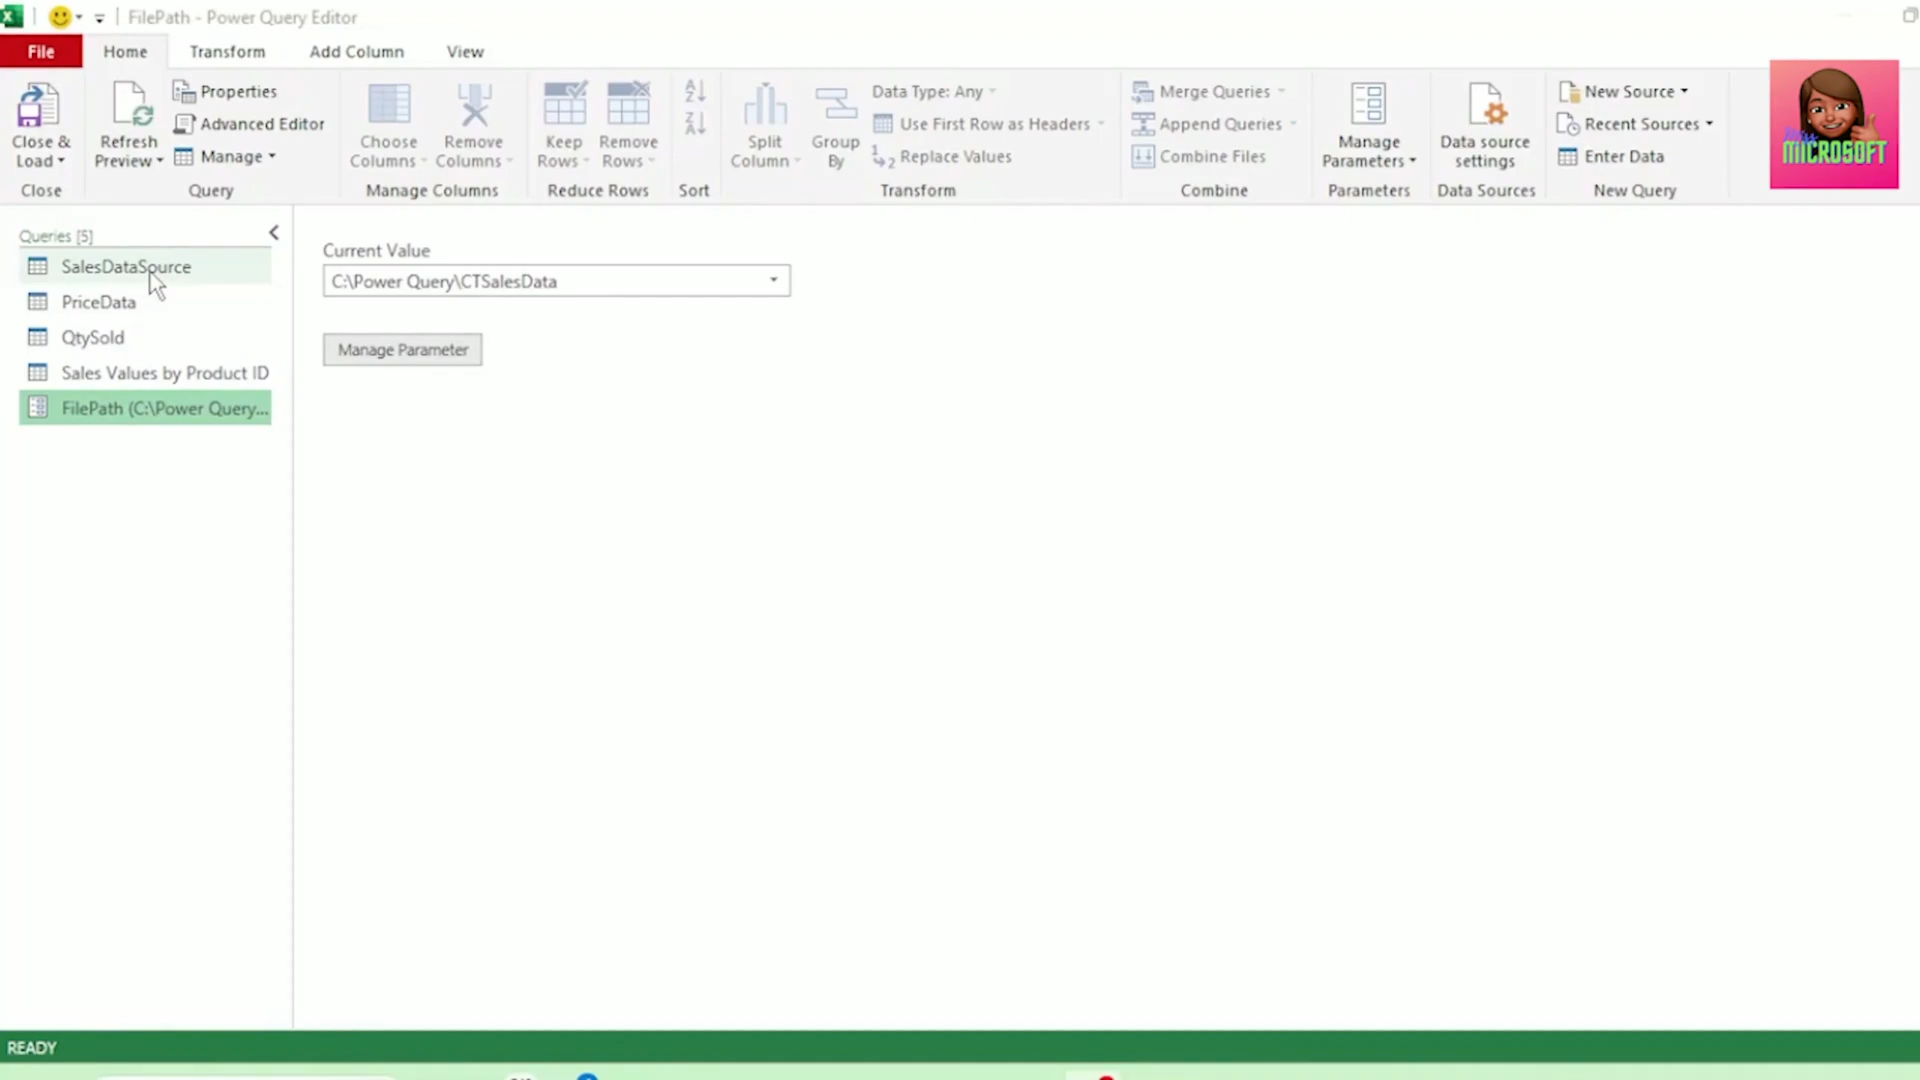 FilePath - Power Query Editor
File Home Transform Add Column View
Close & Load
Refresh Preview
Properties
Advanced Editor
Manage
Choose Columns
Remove Columns
Keep Rows
Remove Rows
Split Column
Group By
Data Type: Any
Use First Row as Headers
Replace Values
Merge Queries
Append Queries
Combine Files
Manage Parameters
Data source settings
New Source
Recent Sources
Enter Data
Close Query Manage Columns Reduce Rows Sort Transform Combine Parameters Data Sources New Query
MICROSOFT
Queries [5]
SalesDataSource
PriceData
QtySold
Sales Values by Product ID
FilePath (C:\Power Query...
Current Value
C:\Power Query\CTSalesData
Manage Parameter
READY